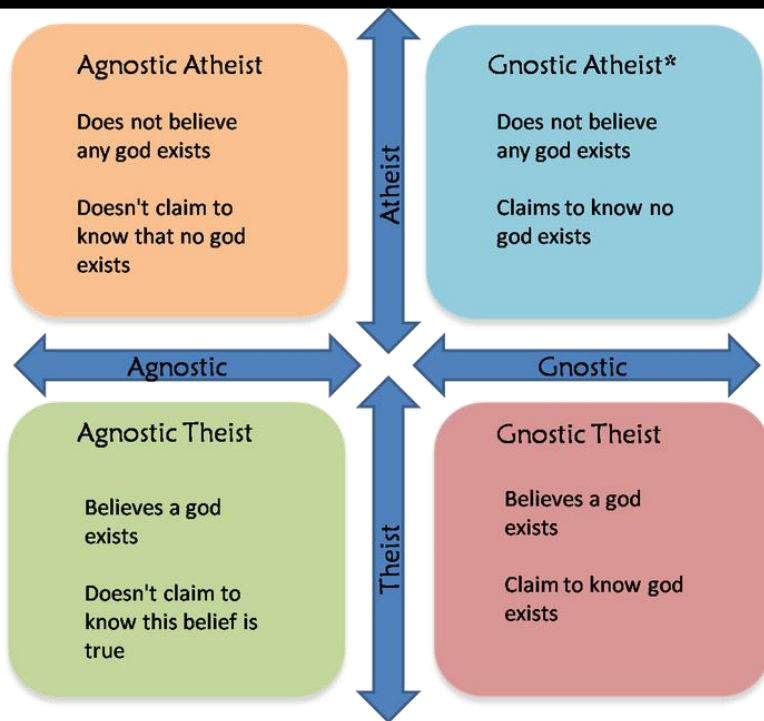 Agnostic Atheist
Does not believe
any god exists
Doesn't claim to
know that no god
exists
Gnostic Atheist*
Does not believe
any god exists
Claims to know no
god exists
Atheist
Agnostic
Gnostic
Agnostic Theist
Believes a god
exists
Doesn't claim to
know this belief is
true
Theist
Gnostic Theist
Believes a god
exists
Claim to know god
exists